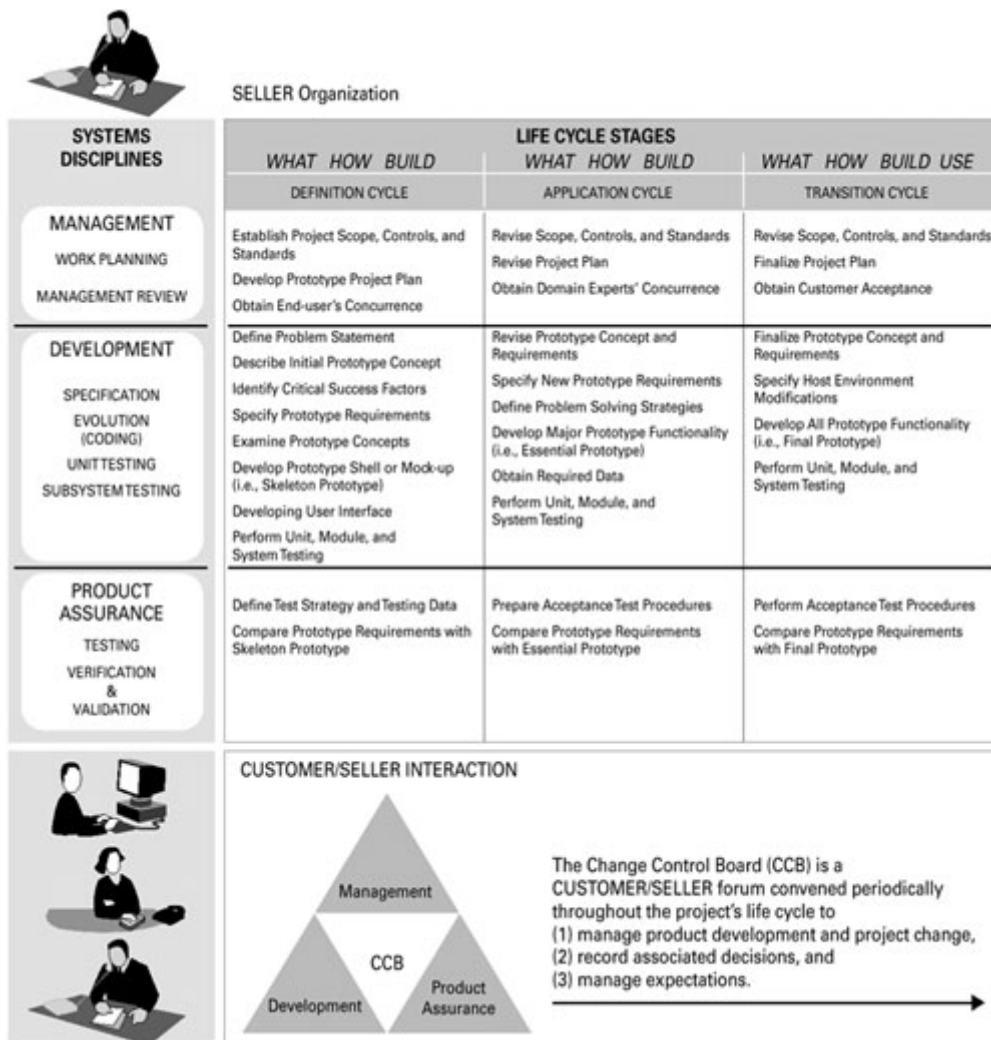 SELLER Organization
SYSTEMS
DISCIPLINES
LIFE CYCLE STAGES
WHAT HOW BUILD
WHAT HOW BUILD
WHAT HOW BUILD USE
DEFINITION CYCLE
APPLICATION CYCLE
TRANSITION CYCLE
MANAGEMENT
WORK PLANNING
MANAGEMENT REVIEW
Establish Project Scope, Controls, and
Standards
Develop Prototype Project Plan
Obtain End-user's Concurrence
Revise Scope, Controls, and Standards
Revise Project Plan
Obtain Domain Experts' Concurrence
Revise Scope, Controls, and Standards
Finalize Project Plan
Obtain Customer Acceptance
DEVELOPMENT
SPECIFICATION
EVOLUTION
(CODING)
UNIT TESTING
SUBSYSTEM TESTING
Define Problem Statement
Describe Initial Prototype Concept
Identify Critical Success Factors
Specify Prototype Requirements
Examine Prototype Concepts
Develop Prototype Shell or Mock-up
(i.e., Skeleton Prototype)
Developing User Interface
Perform Unit, Module, and
System Testing
Revise Prototype Concept and
Requirements
Specify New Prototype Requirements
Define Problem Solving Strategies
Develop Major Prototype Functionality
(i.e., Essential Prototype)
Obtain Required Data
Perform Unit, Module, and
System Testing
Finalize Prototype Concept and
Requirements
Specify Host Environment
Modifications
Develop All Prototype Functionality
(i.e., Final Prototype)
Perform Unit, Module, and
System Testing
PRODUCT
ASSURANCE
TESTING
VERIFICATION
&
VALIDATION
Define Test Strategy and Testing Data
Compare Prototype Requirements with
Skeleton Prototype
Prepare Acceptance Test Procedures
Compare Prototype Requirements
with Essential Prototype
Perform Acceptance Test Procedures
Compare Prototype Requirements
with Final Prototype
CUSTOMER/SELLER INTERACTION
Management
CCB
Development
Product
Assurance
The Change Control Board (CCB) is a
CUSTOMER/SELLER forum convened periodically
throughout the project's life cycle to
(1) manage product development and project change,
(2) record associated decisions, and
(3) manage expectations.